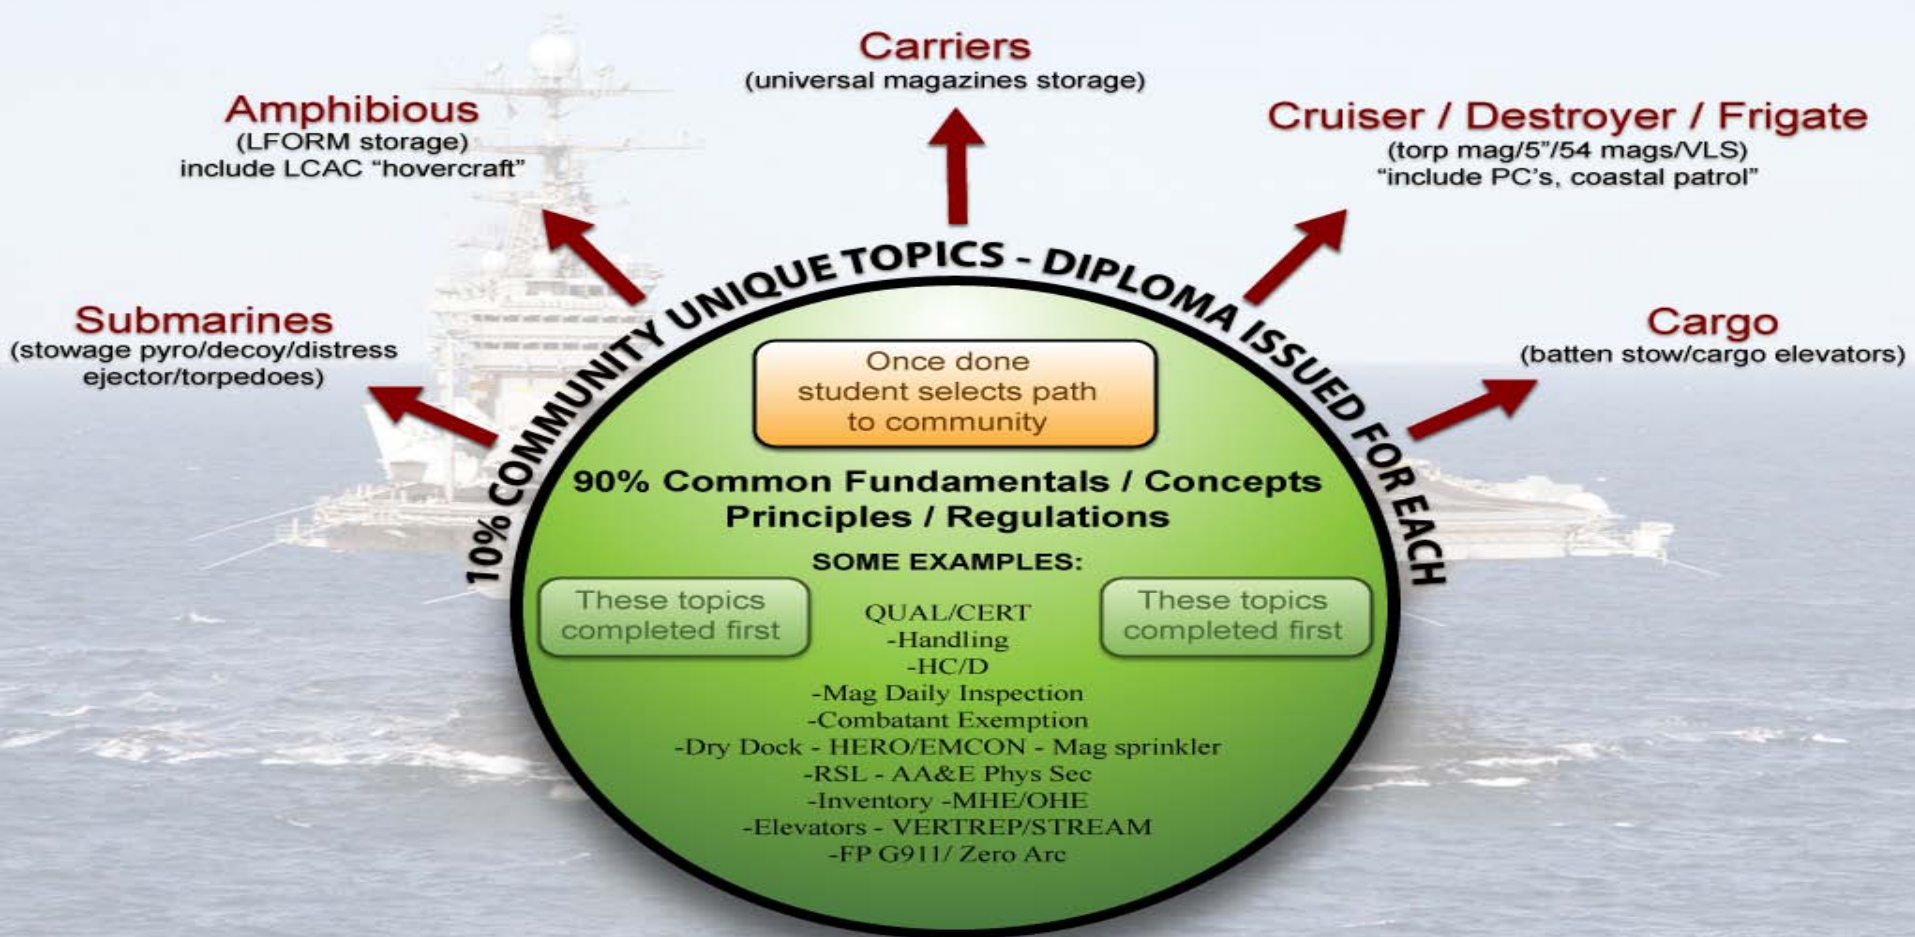 Carriers
(universal magazines storage)
Amphibious
(LFORM storage)
include LCAC “hovercraft”
Cruiser / Destroyer / Frigate
(torp mag/5”/54 mags/VLS)
“include PC’s, coastal patrol”
Submarines
(stowage pyro/decoy/distress
ejector/torpedoes)
Cargo
(batten stow/cargo elevators)
10% COMMUNITY UNIQUE TOPICS - DIPLOMA ISSUED FOR EACH
Once done
student selects path
to community
90% Common Fundamentals / Concepts
Principles / Regulations
SOME EXAMPLES:
These topics
completed first
These topics
completed first
QUAL/CERT
-Handling
-HC/D
-Mag Daily Inspection
-Combatant Exemption
-Dry Dock - HERO/EMCON - Mag sprinkler
-RSL - AA&E Phys Sec
-Inventory -MHE/OHE
-Elevators - VERTREP/STREAM
-FP G911/ Zero Arc